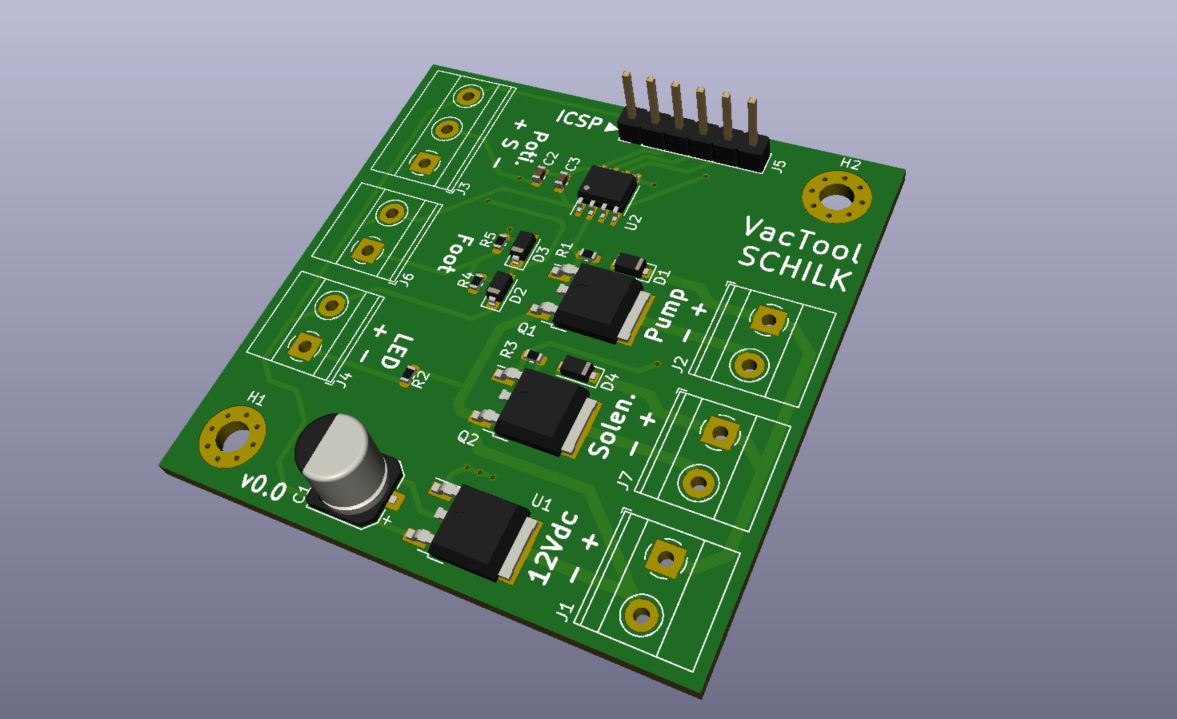 ICSP
J5
H2
+
Poti.
S
-
C2
C3
J3
U2
VacTool
SCHILK
R5
D3
R1
D1
Foot
J6
R4
D2
Q1
Pump
+
-
J2
+
LED
-
J4
R2
R3
D4
Solen.
+
-
J7
Q2
H1
v0.0
C1
+
U1
12Vdc
+
-
J1